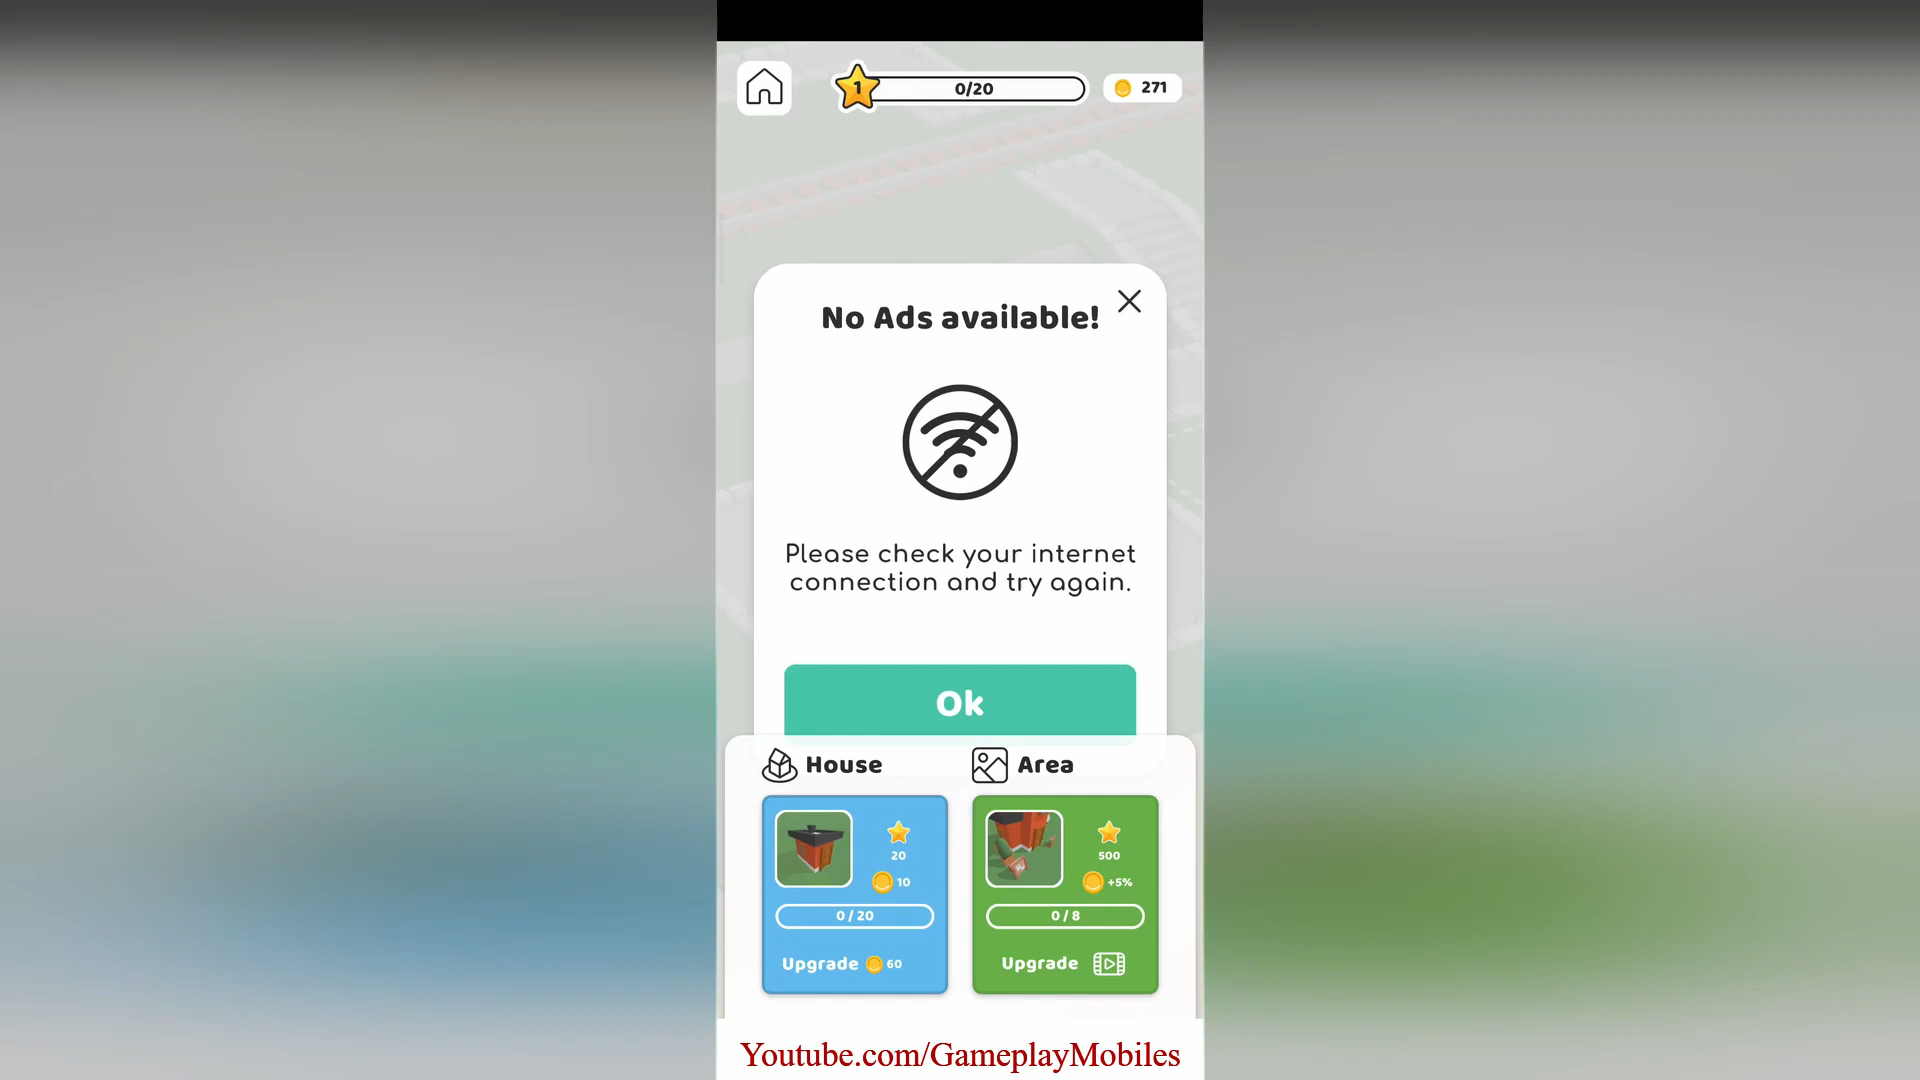 1
0/20
271
No Ads available!
Please check your internet
connection and try again.
Ok
House
Area
20
10
0 / 20
Upgrade 60
500
+5%
0 / 8
Upgrade
Youtube.com/GameplayMobiles